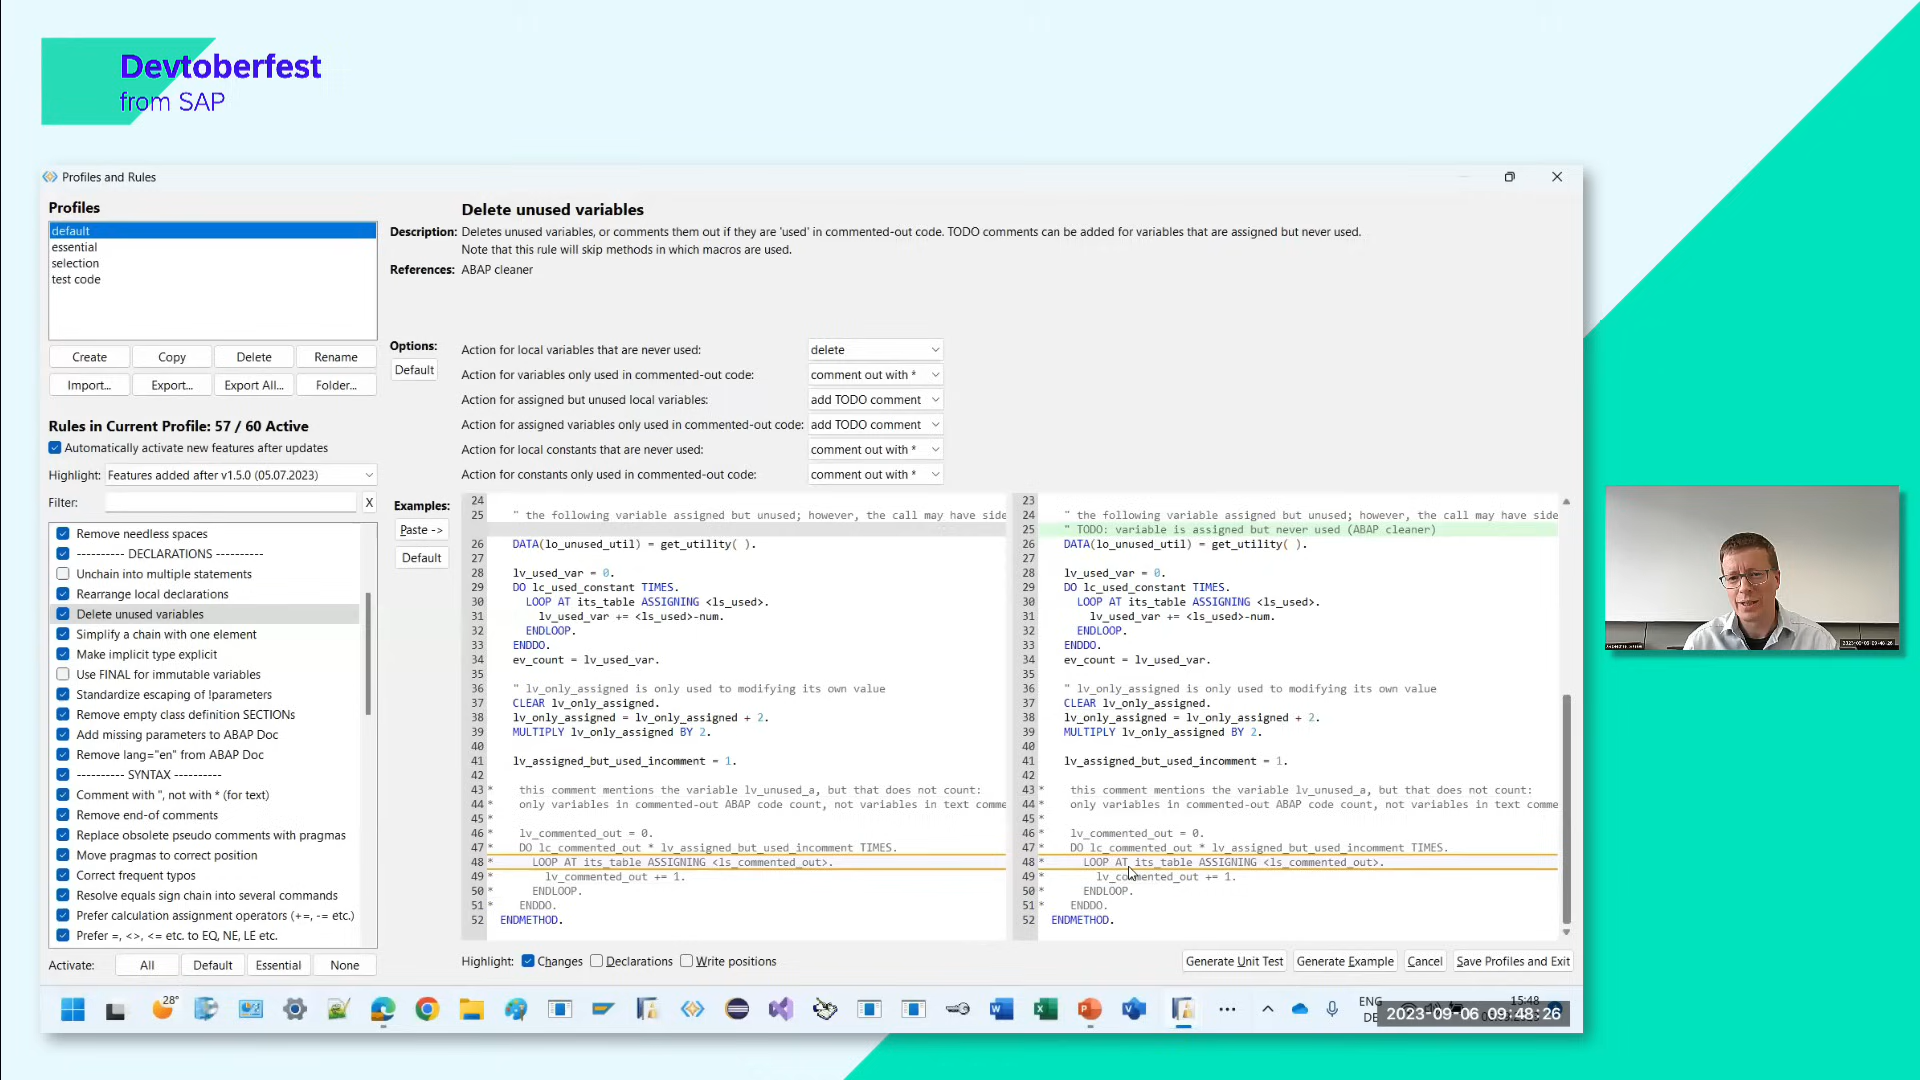 Devtoberfest
from SAP
Profiles and Rules
Profiles
default
essential
selection
test code
Create
Copy
Delete
Rename
Import...
Export...
Export All...
Folder...
Rules in Current Profile: 57 / 60 Active
Automatically activate new features after updates
Highlight:
Features added after v1.5.0 (05.07.2023)
Filter:
X
Remove needless spaces
---------- DECLARATIONS ----------
Unchain into multiple statements
Rearrange local declarations
Delete unused variables
Simplify a chain with one element
Make implicit type explicit
Use FINAL for immutable variables
Standardize escaping of !parameters
Remove empty class definition SECTIONs
Add missing parameters to ABAP Doc
Remove lang="en" from ABAP Doc
---------- SYNTAX ----------
Comment with ", not with * (for text)
Remove end-of comments
Replace obsolete pseudo comments with pragmas
Move pragmas to correct position
Correct frequent typos
Resolve equals sign chain into several commands
Prefer calculation assignment operators (+=, -= etc.)
Prefer =, <>, <= etc. to EQ, NE, LE etc.
Activate:
All
Default
Essential
None
Delete unused variables
Description: Deletes unused variables, or comments them out if they are 'used' in commented-out code. TODO comments can be added for variables that are assigned but never used.
Note that this rule will skip methods in which macros are used.
References: ABAP cleaner
Options:
Default
Action for local variables that are never used: delete
Action for variables only used in commented-out code: comment out with *
Action for assigned but unused local variables: add TODO comment
Action for assigned variables only used in commented-out code: add TODO comment
Action for local constants that are never used: comment out with *
Action for constants only used in commented-out code: comment out with *
Examples:
Paste ->
Default
24
25 " the following variable assigned but unused; however, the call may have side
26 DATA(lo_unused_util) = get_utility( ).
27
28 lv_used_var = 0.
29 DO lc_used_constant TIMES.
30 LOOP AT its_table ASSIGNING <ls_used>.
31 lv_used_var += <ls_used>-num.
32 ENDLOOP.
33 ENDDO.
34 ev_count = lv_used_var.
35
36 " lv_only_assigned is only used to modifying its own value
37 CLEAR lv_only_assigned.
38 lv_only_assigned = lv_only_assigned + 2.
39 MULTIPLY lv_only_assigned BY 2.
40
41 lv_assigned_but_used_incomment = 1.
42
43 * this comment mentions the variable lv_unused_a, but that does not count:
44 * only variables in commented-out ABAP code count, not variables in text comme
45 *
46 * lv_commented_out = 0.
47 * DO lc_commented_out * lv_assigned_but_used_incomment TIMES.
48 * LOOP AT its_table ASSIGNING <ls_commented_out>.
49 * lv_commented_out += 1.
50 * ENDLOOP.
51 * ENDDO.
52 ENDMETHOD.
23
24 " the following variable assigned but unused; however, the call may have side
25 " TODO: variable is assigned but never used (ABAP cleaner)
26 DATA(lo_unused_util) = get_utility( ).
27
28 lv_used_var = 0.
29 DO lc_used_constant TIMES.
30 LOOP AT its_table ASSIGNING <ls_used>.
31 lv_used_var += <ls_used>-num.
32 ENDLOOP.
33 ENDDO.
34 ev_count = lv_used_var.
35
36 " lv_only_assigned is only used to modifying its own value
37 CLEAR lv_only_assigned.
38 lv_only_assigned = lv_only_assigned + 2.
39 MULTIPLY lv_only_assigned BY 2.
40
41 lv_assigned_but_used_incomment = 1.
42
43 * this comment mentions the variable lv_unused_a, but that does not count:
44 * only variables in commented-out ABAP code count, not variables in text comme
45 *
46 * lv_commented_out = 0.
47 * DO lc_commented_out * lv_assigned_but_used_incomment TIMES.
48 * LOOP AT its_table ASSIGNING <ls_commented_out>.
49 * lv_commented_out += 1.
50 * ENDLOOP.
51 * ENDDO.
52 ENDMETHOD.
Highlight:
Changes
Declarations
Write positions
Generate Unit Test
Generate Example
Cancel
Save Profiles and Exit
28°
ENG
DE
15:48
2023-09-06 09:48:26